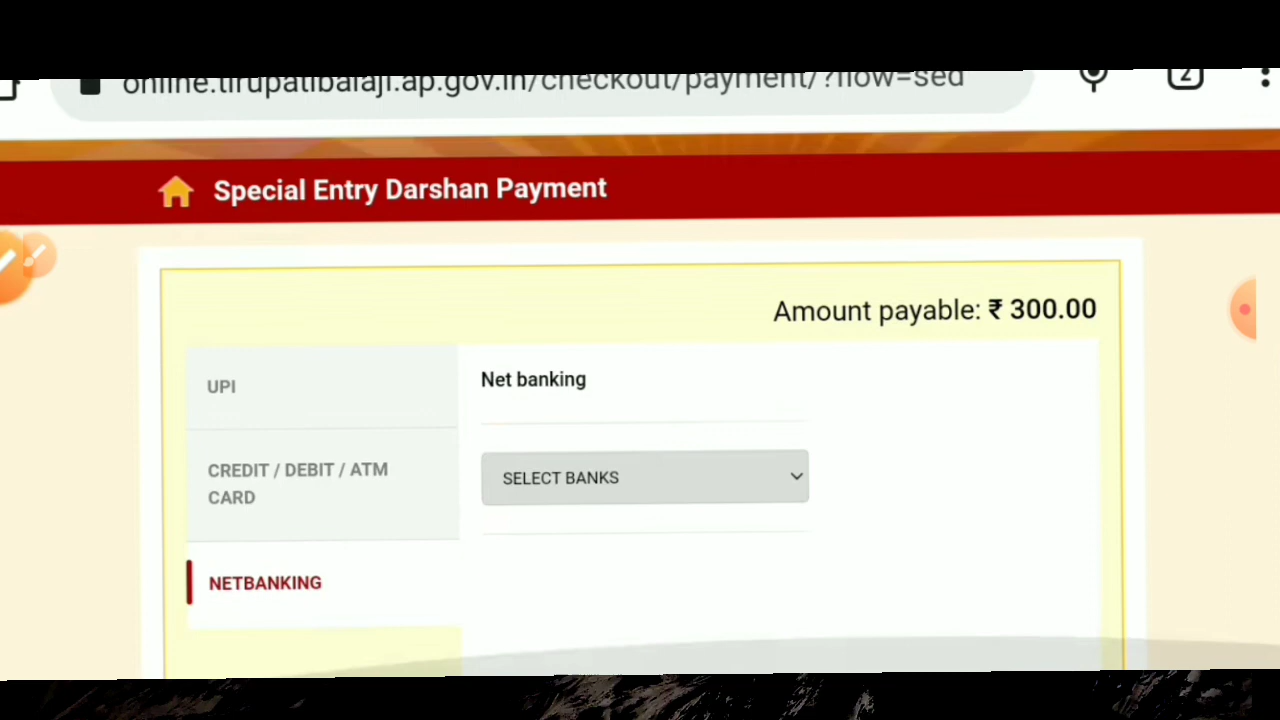 online.tirupatibalaji.ap.gov.in/checkout/payment/?flow=sed
2
Special Entry Darshan Payment
Amount payable: ₹ 300.00
UPI
Net banking
CREDIT / DEBIT / ATM
CARD
SELECT BANKS
NETBANKING